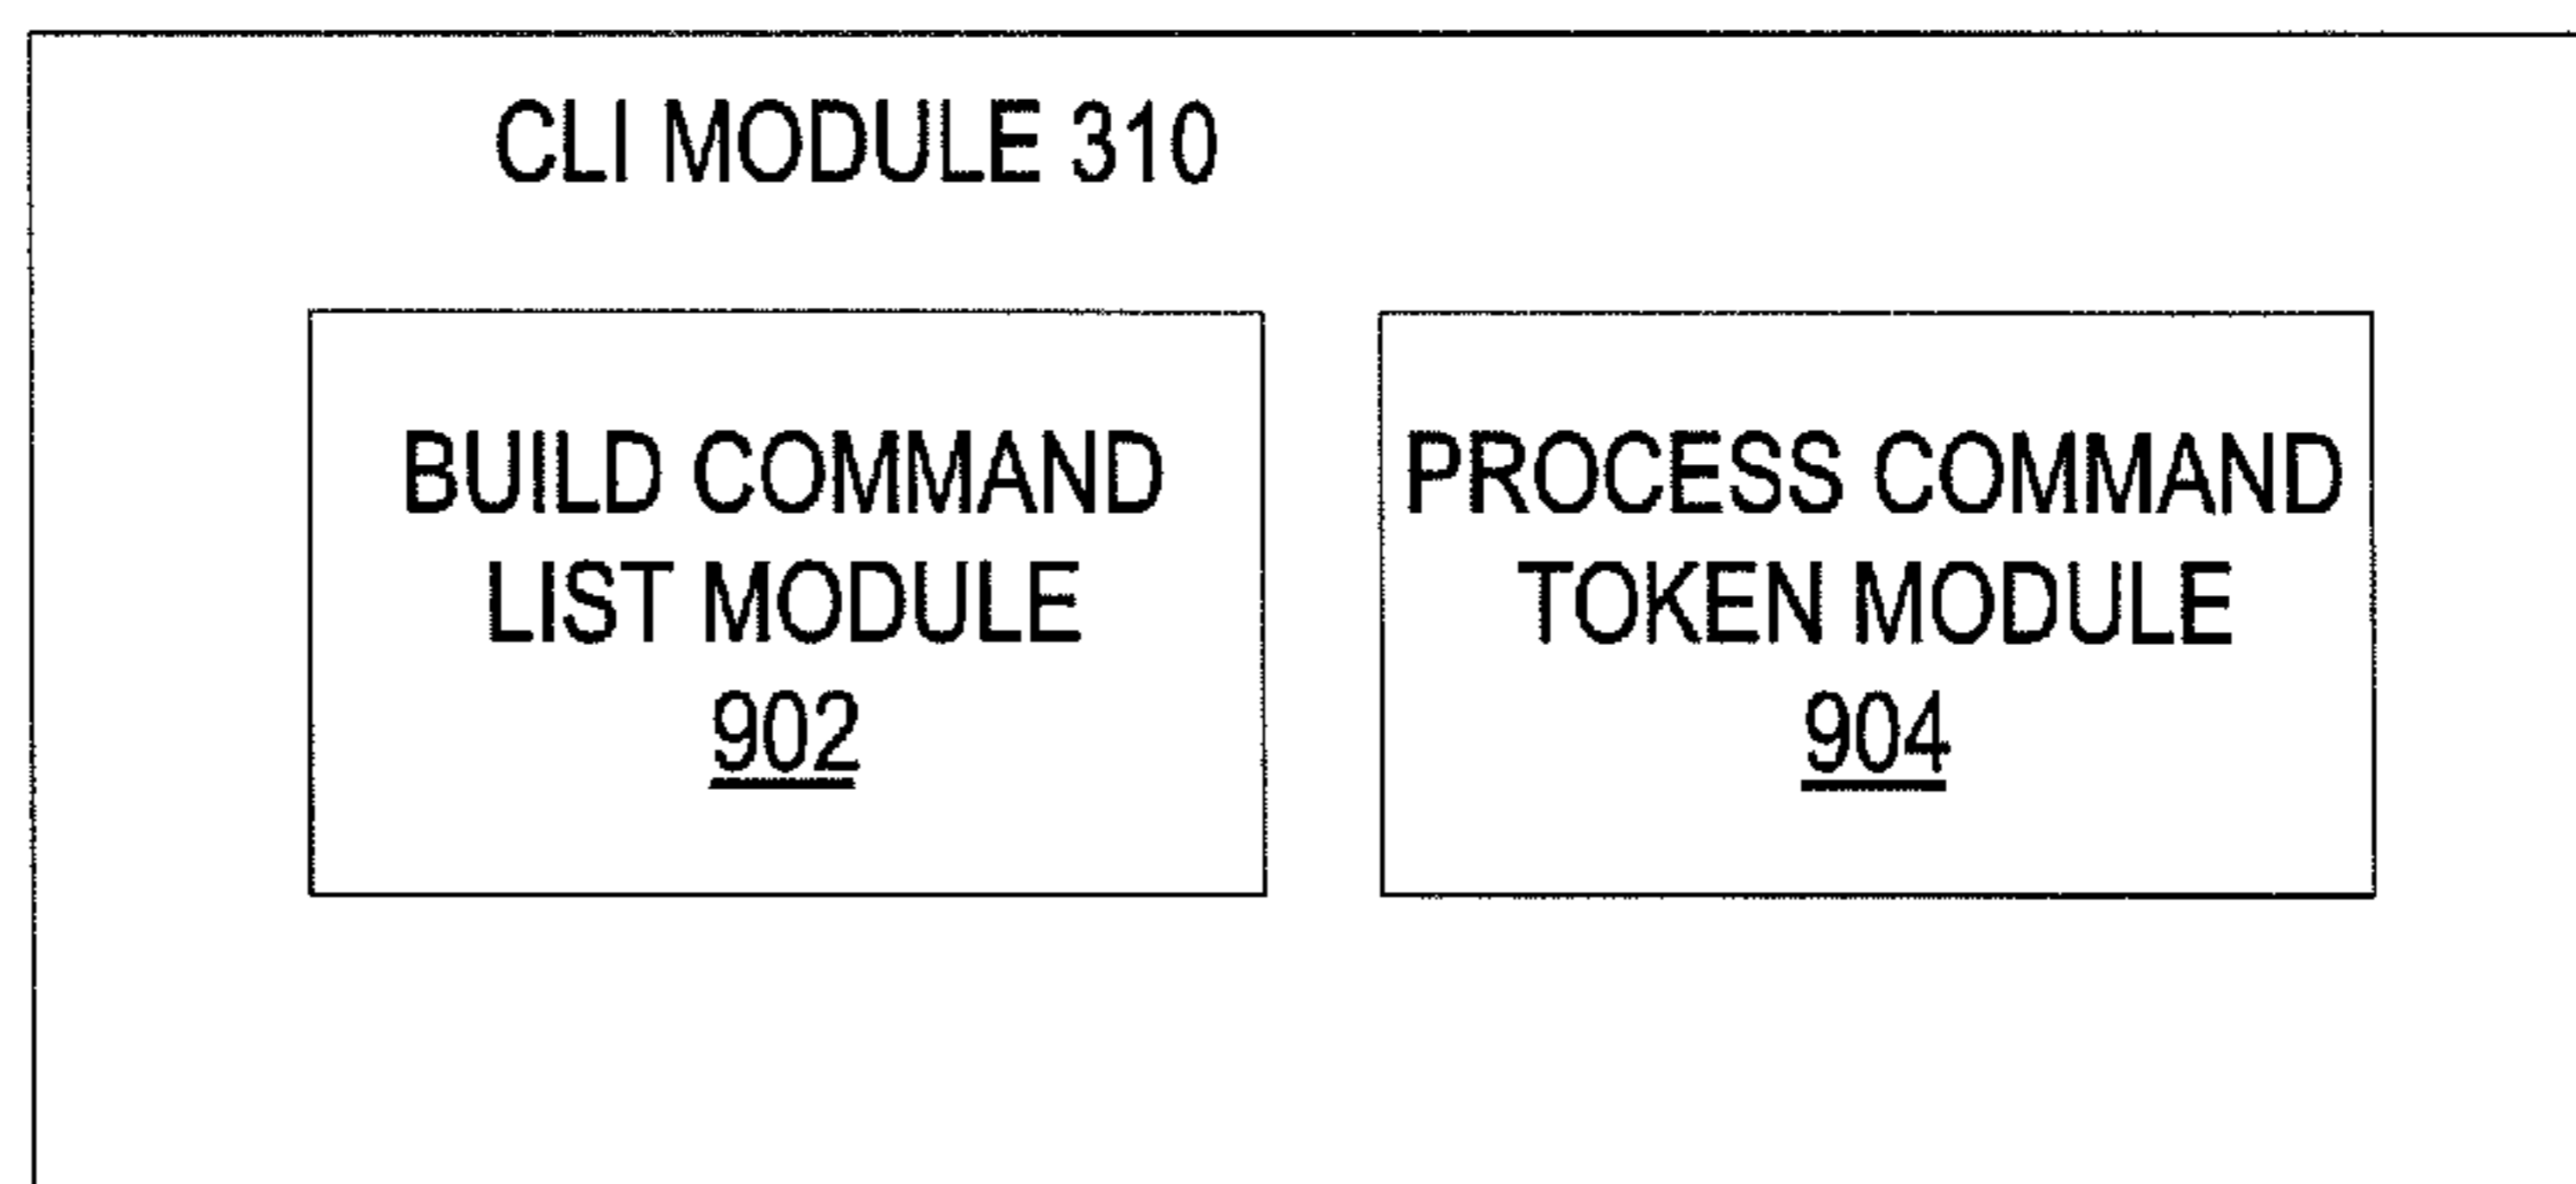 CLI MODULE 310
BUILD COMMAND
LIST MODULE
902
PROCESS COMMAND
TOKEN MODULE
904